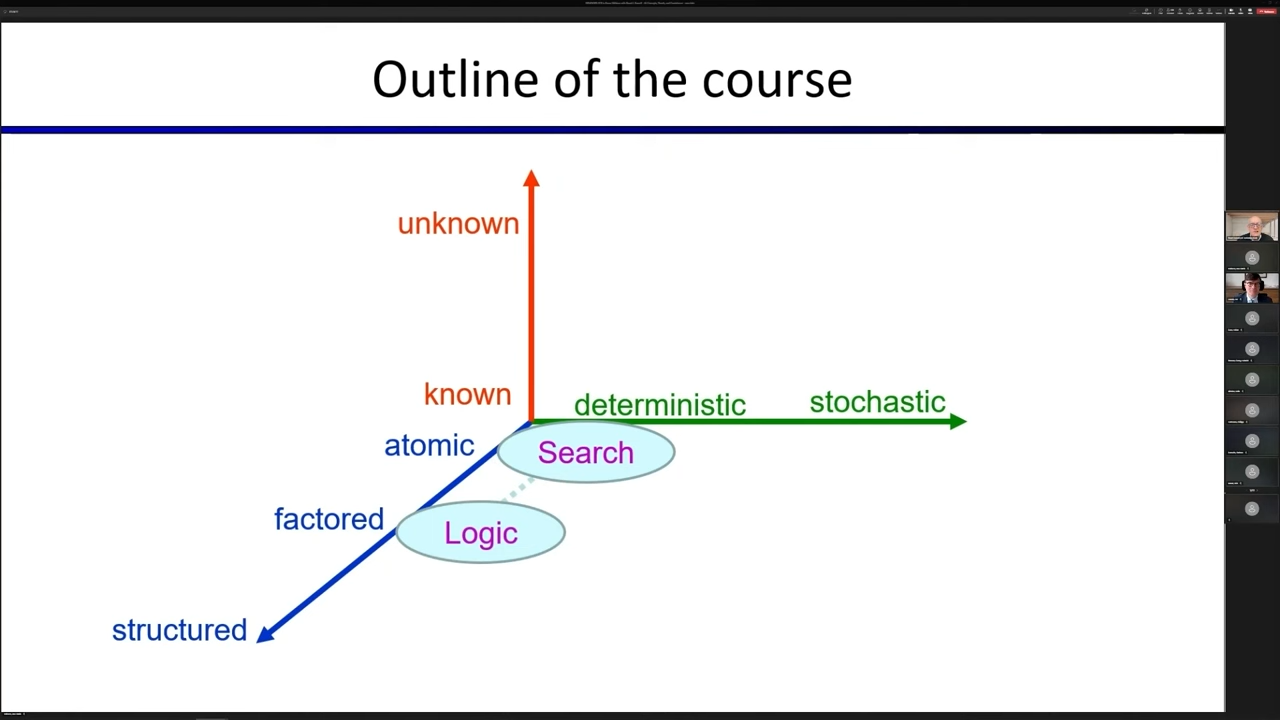 Outline of the course
unknown
known
deterministic
stochastic
atomic
Search
factored
Logic
structured